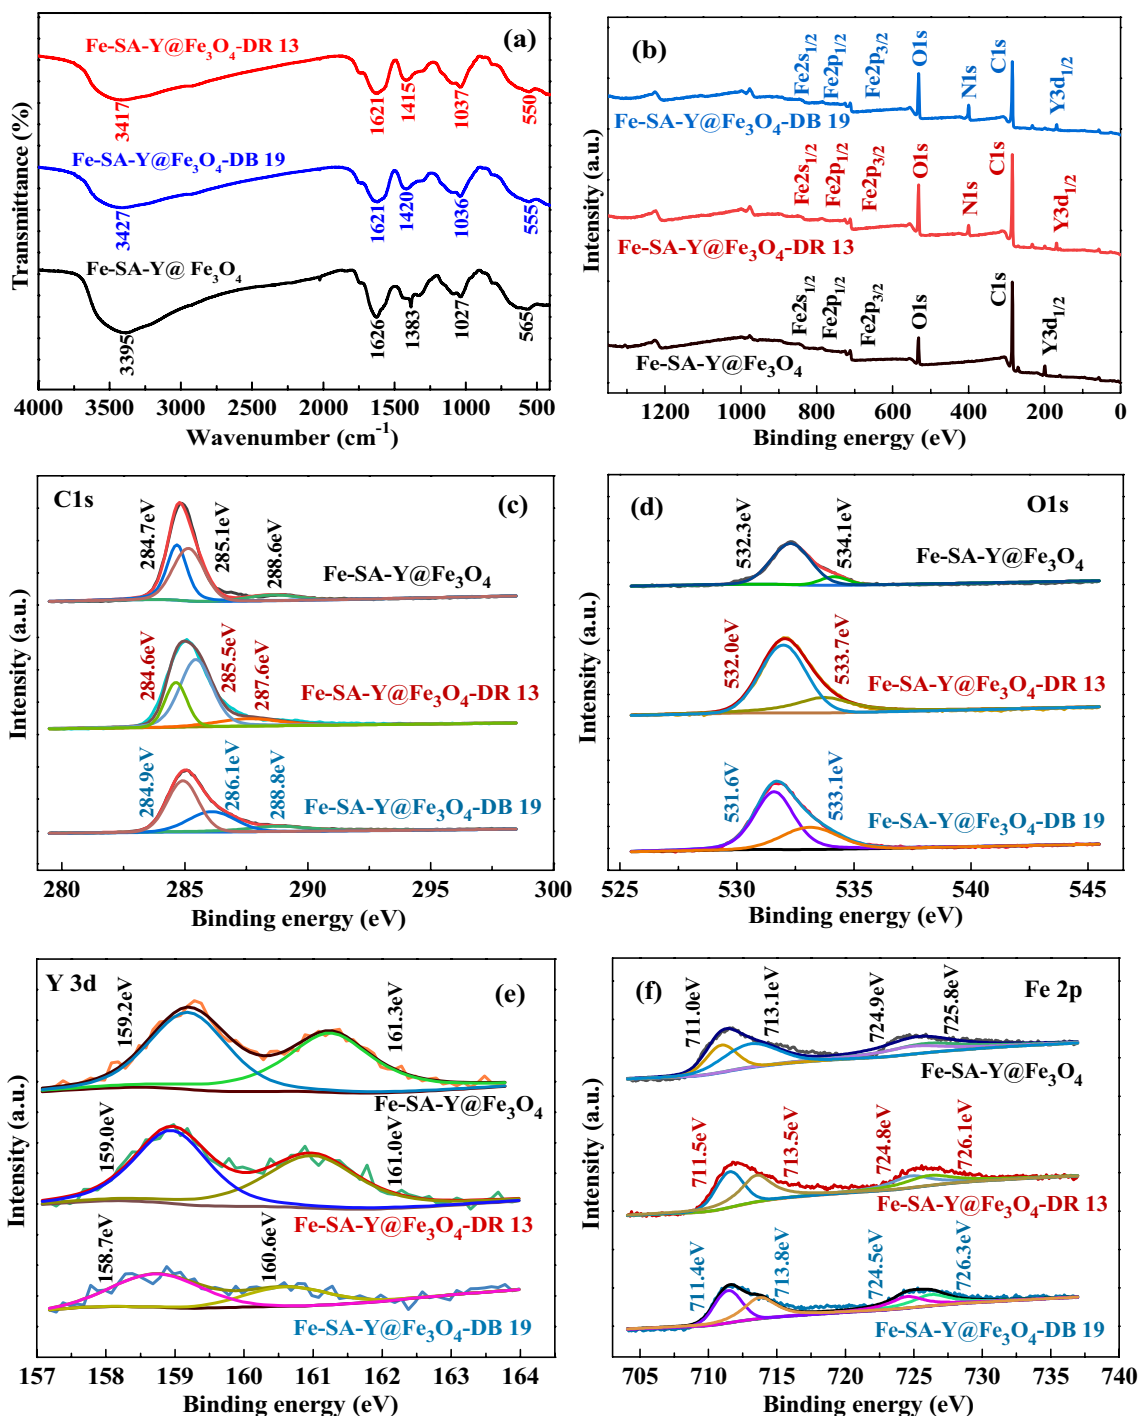 (a)
Fe-SA-Y@Fe₃O₄-DR 13
3417
1621
1415
1037
550
Fe-SA-Y@Fe₃O₄-DB 19
3427
1621
1420
1036
555
Fe-SA-Y@ Fe₃O₄
3395
1626
1383
1027
565
Transmittance (%)
4000 3500 3000 2500 2000 1500 1000 500
Wavenumber (cm⁻¹)
(b)
Fe2s₁/₂
Fe2p₁/₂
Fe2p₃/₂
O1s
N1s
C1s
Y3d₁/₂
Fe-SA-Y@Fe₃O₄-DB 19
Fe2s₁/₂
Fe2p₁/₂
Fe2p₃/₂
O1s
N1s
C1s
Y3d₁/₂
Fe-SA-Y@Fe₃O₄-DR 13
Fe2s₁/₂
Fe2p₁/₂
Fe2p₃/₂
O1s
C1s
Y3d₁/₂
Fe-SA-Y@Fe₃O₄
Intensity (a.u.)
1200 1000 800 600 400 200 0
Binding energy (eV)
C1s
(c)
284.7eV
285.1eV
288.6eV
Fe-SA-Y@Fe₃O₄
284.6eV
285.5eV
287.6eV
Fe-SA-Y@Fe₃O₄-DR 13
284.9eV
286.1eV
288.8eV
Fe-SA-Y@Fe₃O₄-DB 19
Intensity (a.u.)
280 285 290 295 300
Binding energy (eV)
(d)
O1s
532.3eV
534.1eV
Fe-SA-Y@Fe₃O₄
532.0eV
533.7eV
Fe-SA-Y@Fe₃O₄-DR 13
531.6V
533.1eV
Fe-SA-Y@Fe₃O₄-DB 19
Intensity (a.u.)
525 530 535 540 545
Binding energy (eV)
Y 3d
(e)
159.2eV
161.3eV
Fe-SA-Y@Fe₃O₄
159.0eV
161.0eV
Fe-SA-Y@Fe₃O₄-DR 13
158.7eV
160.6eV
Fe-SA-Y@Fe₃O₄-DB 19
Intensity (a.u.)
157 158 159 160 161 162 163 164
Binding energy (eV)
(f)
Fe 2p
711.0eV
713.1eV
724.9eV
725.8eV
Fe-SA-Y@Fe₃O₄
711.5eV
713.5eV
724.8eV
726.1eV
Fe-SA-Y@Fe₃O₄-DR 13
711.4eV
713.8eV
724.5eV
726.3eV
Fe-SA-Y@Fe₃O₄-DB 19
Intensity (a.u.)
705 710 715 720 725 730 735 740
Binding energy (eV)